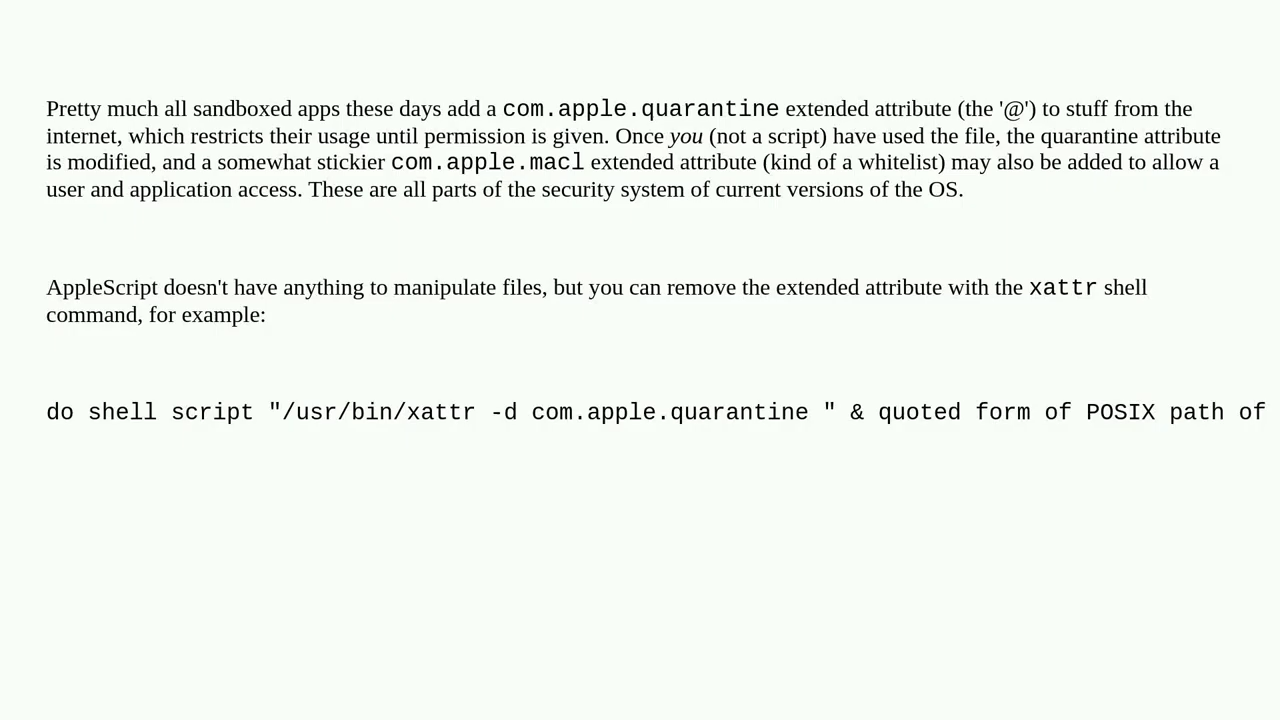 Pretty much all sandboxed apps these days add a com.apple.quarantine extended attribute (the '@') to stuff from the
internet, which restricts their usage until permission is given. Once you (not a script) have used the file, the quarantine attribute
is modified, and a somewhat stickier com.apple.macl extended attribute (kind of a whitelist) may also be added to allow a
user and application access. These are all parts of the security system of current versions of the OS.
AppleScript doesn't have anything to manipulate files, but you can remove the extended attribute with the xattr shell
command, for example:
do shell script "/usr/bin/xattr -d com.apple.quarantine " & quoted form of POSIX path of